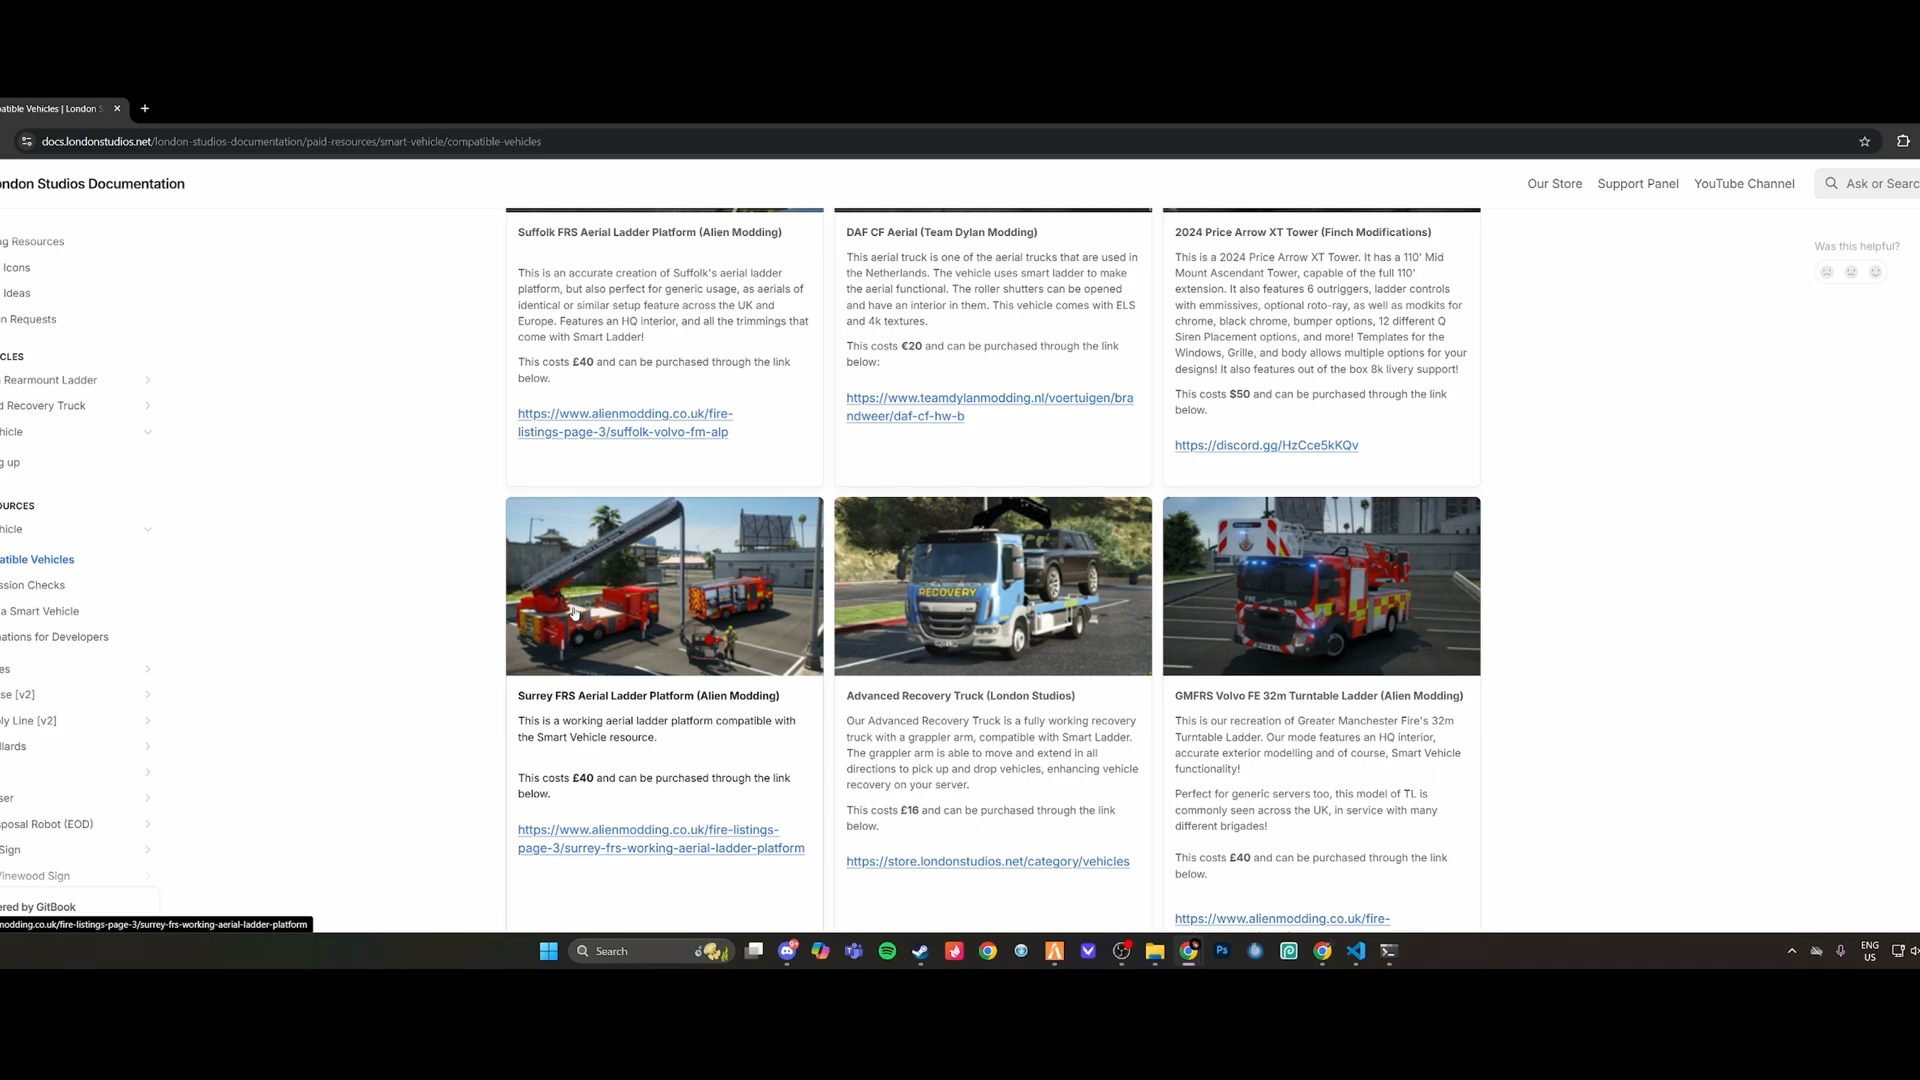 atible Vehicles | London S
docs.londonstudios.net/london-studios-documentation/paid-resources/smart-vehicle/compatible-vehicles
ondon Studios Documentation
Our Store
Support Panel
YouTube Channel
Ask or Searc
ng Resources
Icons
Ideas
on Requests
CLES
Rearmount Ladder
d Recovery Truck
hicle
g up
OURCES
hicle
atible Vehicles
ssion Checks
a Smart Vehicle
ations for Developers
es
se [v2]
ly Line [v2]
llards
ser
sposal Robot (EOD)
Sign
Vinewood Sign
ered by GitBook
modding.co.uk/fire-listings-page-3/surrey-frs-working-aerial-ladder-platform
Suffolk FRS Aerial Ladder Platform (Alien Modding)
This is an accurate creation of Suffolk's aerial ladder
platform, but also perfect for generic usage, as aerials of
identical or similar setup feature across the UK and
Europe. Features an HQ interior, and all the trimmings that
come with Smart Ladder!
This costs £40 and can be purchased through the link
below.
https://www.alienmodding.co.uk/fire-
listings-page-3/suffolk-volvo-fm-alp
DAF CF Aerial (Team Dylan Modding)
This aerial truck is one of the aerial trucks that are used in
the Netherlands. The vehicle uses smart ladder to make
the aerial functional. The roller shutters can be opened
and have an interior in them. This vehicle comes with ELS
and 4k textures.
This costs €20 and can be purchased through the link
below:
https://www.teamdylanmodding.nl/voertuigen/bra
ndweer/daf-cf-hw-b
2024 Price Arrow XT Tower (Finch Modifications)
This is a 2024 Price Arrow XT Tower. It has a 110' Mid
Mount Ascendant Tower, capable of the full 110'
extension. It also features 6 outriggers, ladder controls
with emmissives, optional roto-ray, as well as modkits for
chrome, black chrome, bumper options, 12 different Q
Siren Placement options, and more! Templates for the
Windows, Grille, and body allows multiple options for your
designs! It also features out of the box 8k livery support!
This costs $50 and can be purchased through the link
below.
https://discord.gg/HzCce5kKQv
Surrey FRS Aerial Ladder Platform (Alien Modding)
This is a working aerial ladder platform compatible with
the Smart Vehicle resource.
This costs £40 and can be purchased through the link
below.
https://www.alienmodding.co.uk/fire-listings-
page-3/surrey-frs-working-aerial-ladder-platform
RECOVERY
Advanced Recovery Truck (London Studios)
Our Advanced Recovery Truck is a fully working recovery
truck with a grappler arm, compatible with Smart Ladder.
The grappler arm is able to move and extend in all
directions to pick up and drop vehicles, enhancing vehicle
recovery on your server.
This costs £16 and can be purchased through the link
below.
https://store.londonstudios.net/category/vehicles
GMFRS Volvo FE 32m Turntable Ladder (Alien Modding)
This is our recreation of Greater Manchester Fire's 32m
Turntable Ladder. Our mode features an HQ interior,
accurate exterior modelling and of course, Smart Vehicle
functionality!
Perfect for generic servers too, this model of TL is
commonly seen across the UK, in service with many
different brigades!
This costs £40 and can be purchased through the link
below.
https://www.alienmodding.co.uk/fire-
Was this helpful?
Search
ENG
US